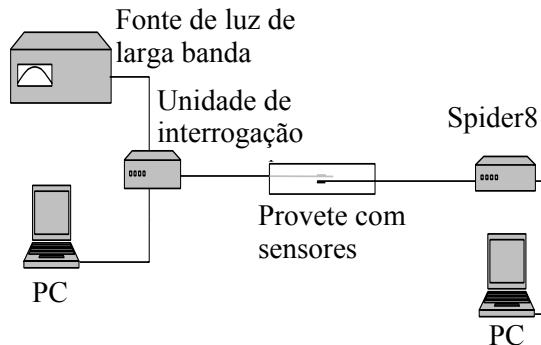 Fonte de luz de
larga banda
Unidade de
interrogação
Spider8
Provete com
sensores
PC
PC